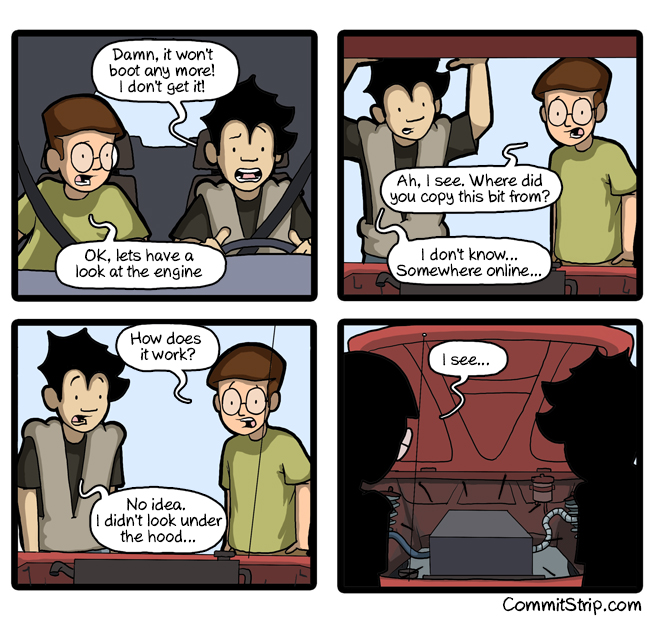 Damn, it won't
boot any more!
I don't get it!
OK, lets have a
look at the engine
Ah, I see. Where did
you copy this bit from?
I don't know...
Somewhere online...
How does
it work?
No idea.
I didn't look under
the hood...
I see...
CommitStrip.com